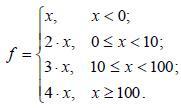 f = { x, x < 0;
2 · x, 0 ≤ x < 10;
3 · x, 10 ≤ x < 100;
4 · x, x ≥ 100.